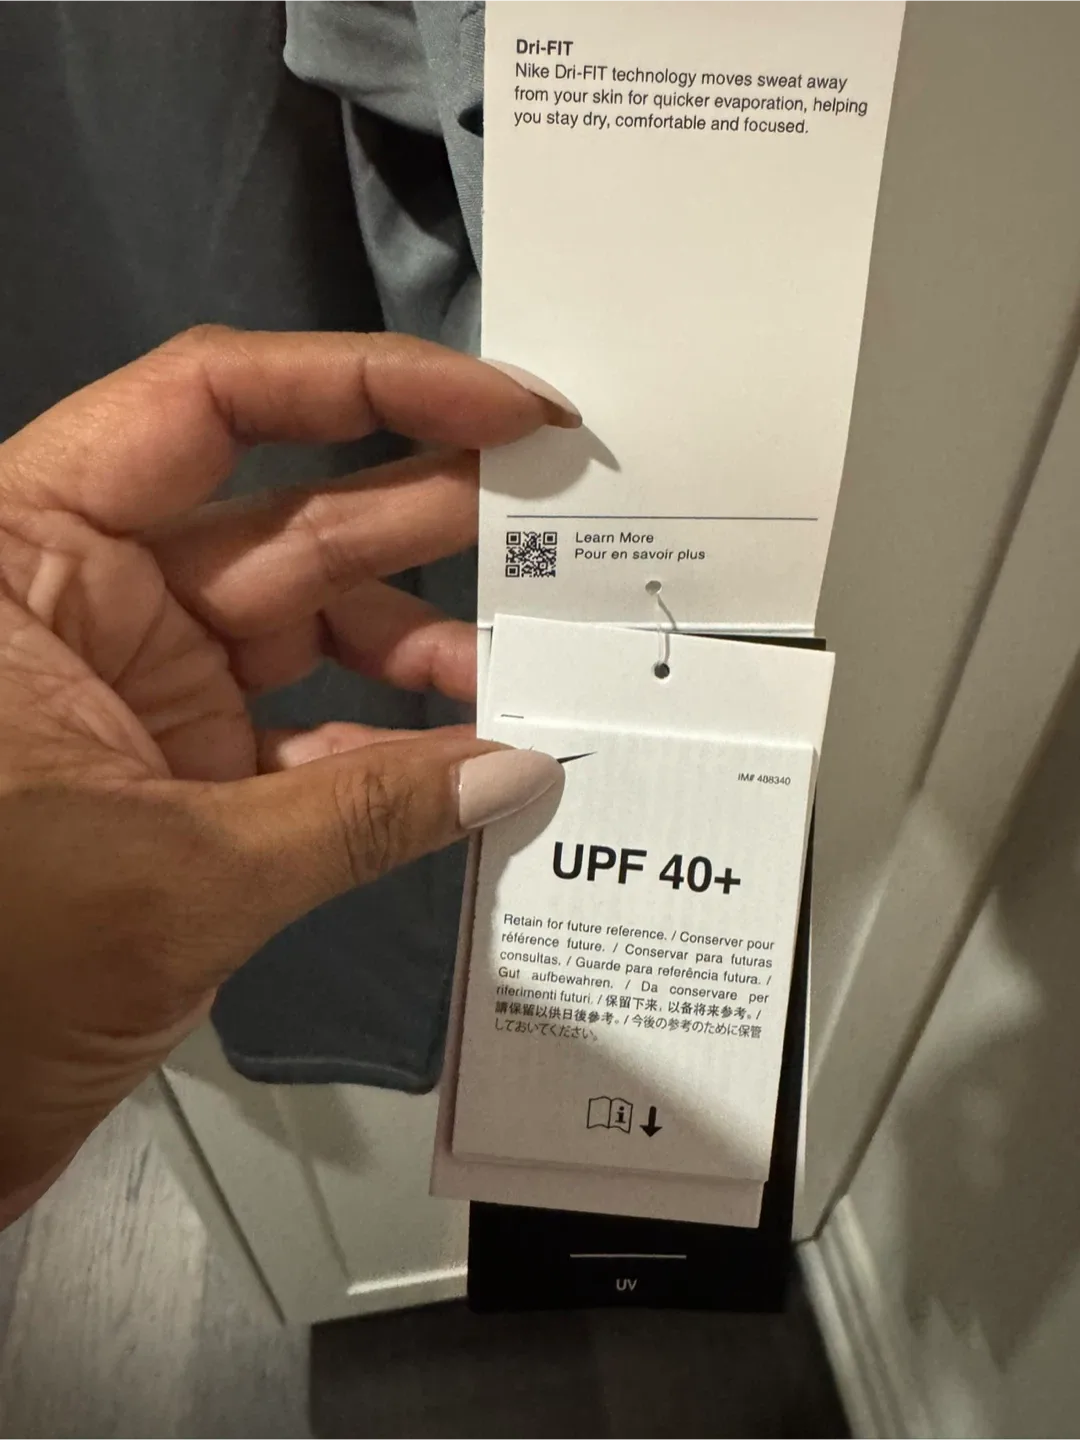 Dri-FIT
Nike Dri-FIT technology moves sweat away
from your skin for quicker evaporation, helping
you stay dry, comfortable and focused.
Learn More
Pour en savoir plus
IM# 488340
UPF 40+
Retain for future reference. / Conserver pour
référence future. / Conservar para futuras
consultas. / Guarde para referência futura. /
Gut aufbewahren. / Da conservare per
riferimenti futuri. / 保留下来, 以备将来参考。/
請保留以供日後參考。/ 今後の参考のために保管
しておいてください。
UV